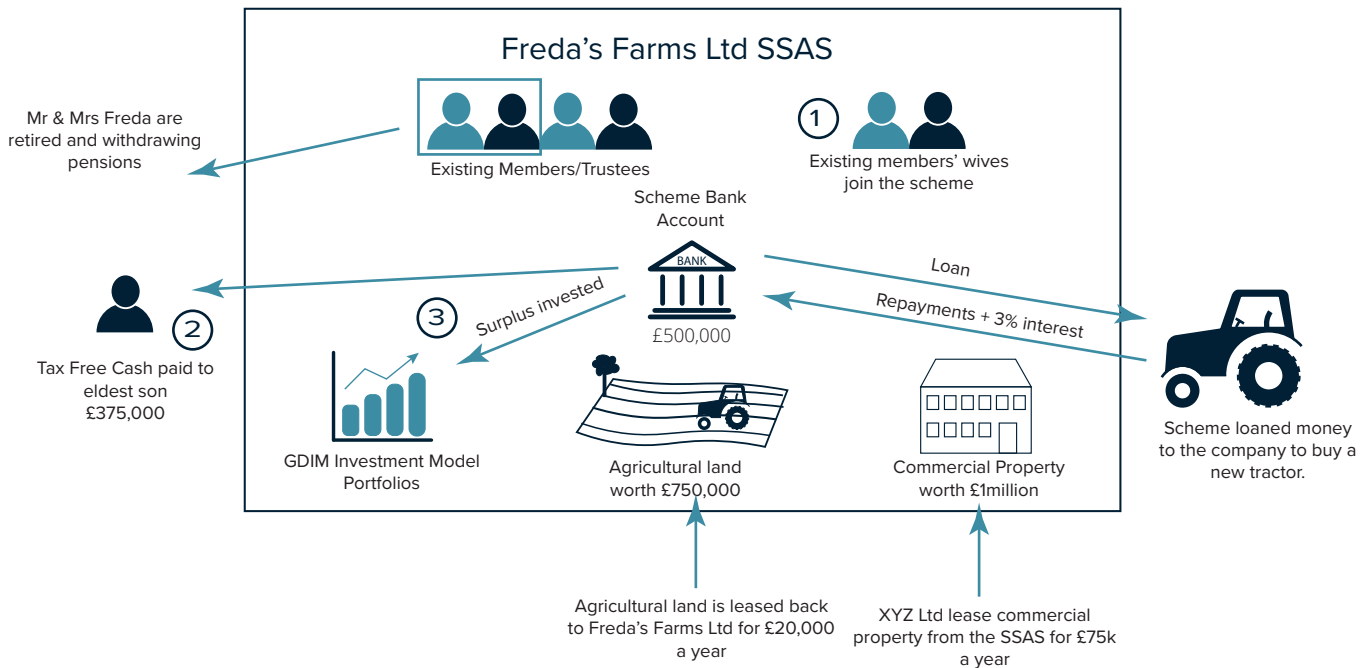 Freda's Farms Ltd SSAS
Mr & Mrs Freda are
retired and withdrawing
pensions
Existing Members/Trustees
1
Existing members' wives
join the scheme
Scheme Bank
Account
BANK
£500,000
Loan
Repayments + 3% interest
Surplus invested
2
Tax Free Cash paid to
eldest son
£375,000
3
GDIM Investment Model
Portfolios
Agricultural land
worth £750,000
Commercial Property
worth £1million
Scheme loaned money
to the company to buy a
new tractor.
Agricultural land is leased back
to Freda's Farms Ltd for £20,000
a year
XYZ Ltd lease commercial
property from the SSAS for £75k
a year